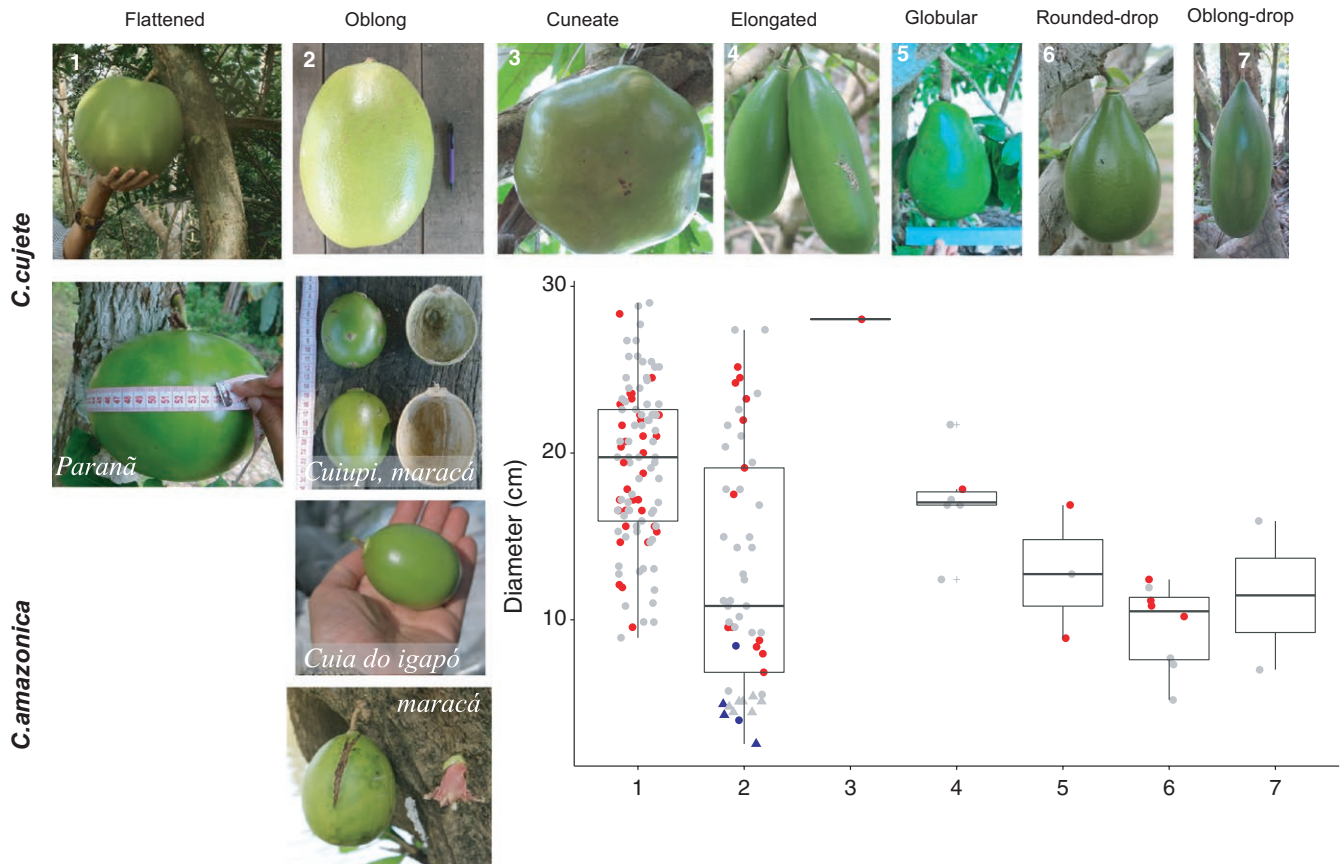 Flattened
Oblong
Cuneate
Elongated
Globular
Rounded-drop
Oblong-drop
1
2
3
4
5
6
7
C.cujete
Paranã
Cuiupi, maracá
C.amazonica
Cuia do igapó
maracá
Diameter (cm)
30
20
10
1
2
3
4
5
6
7